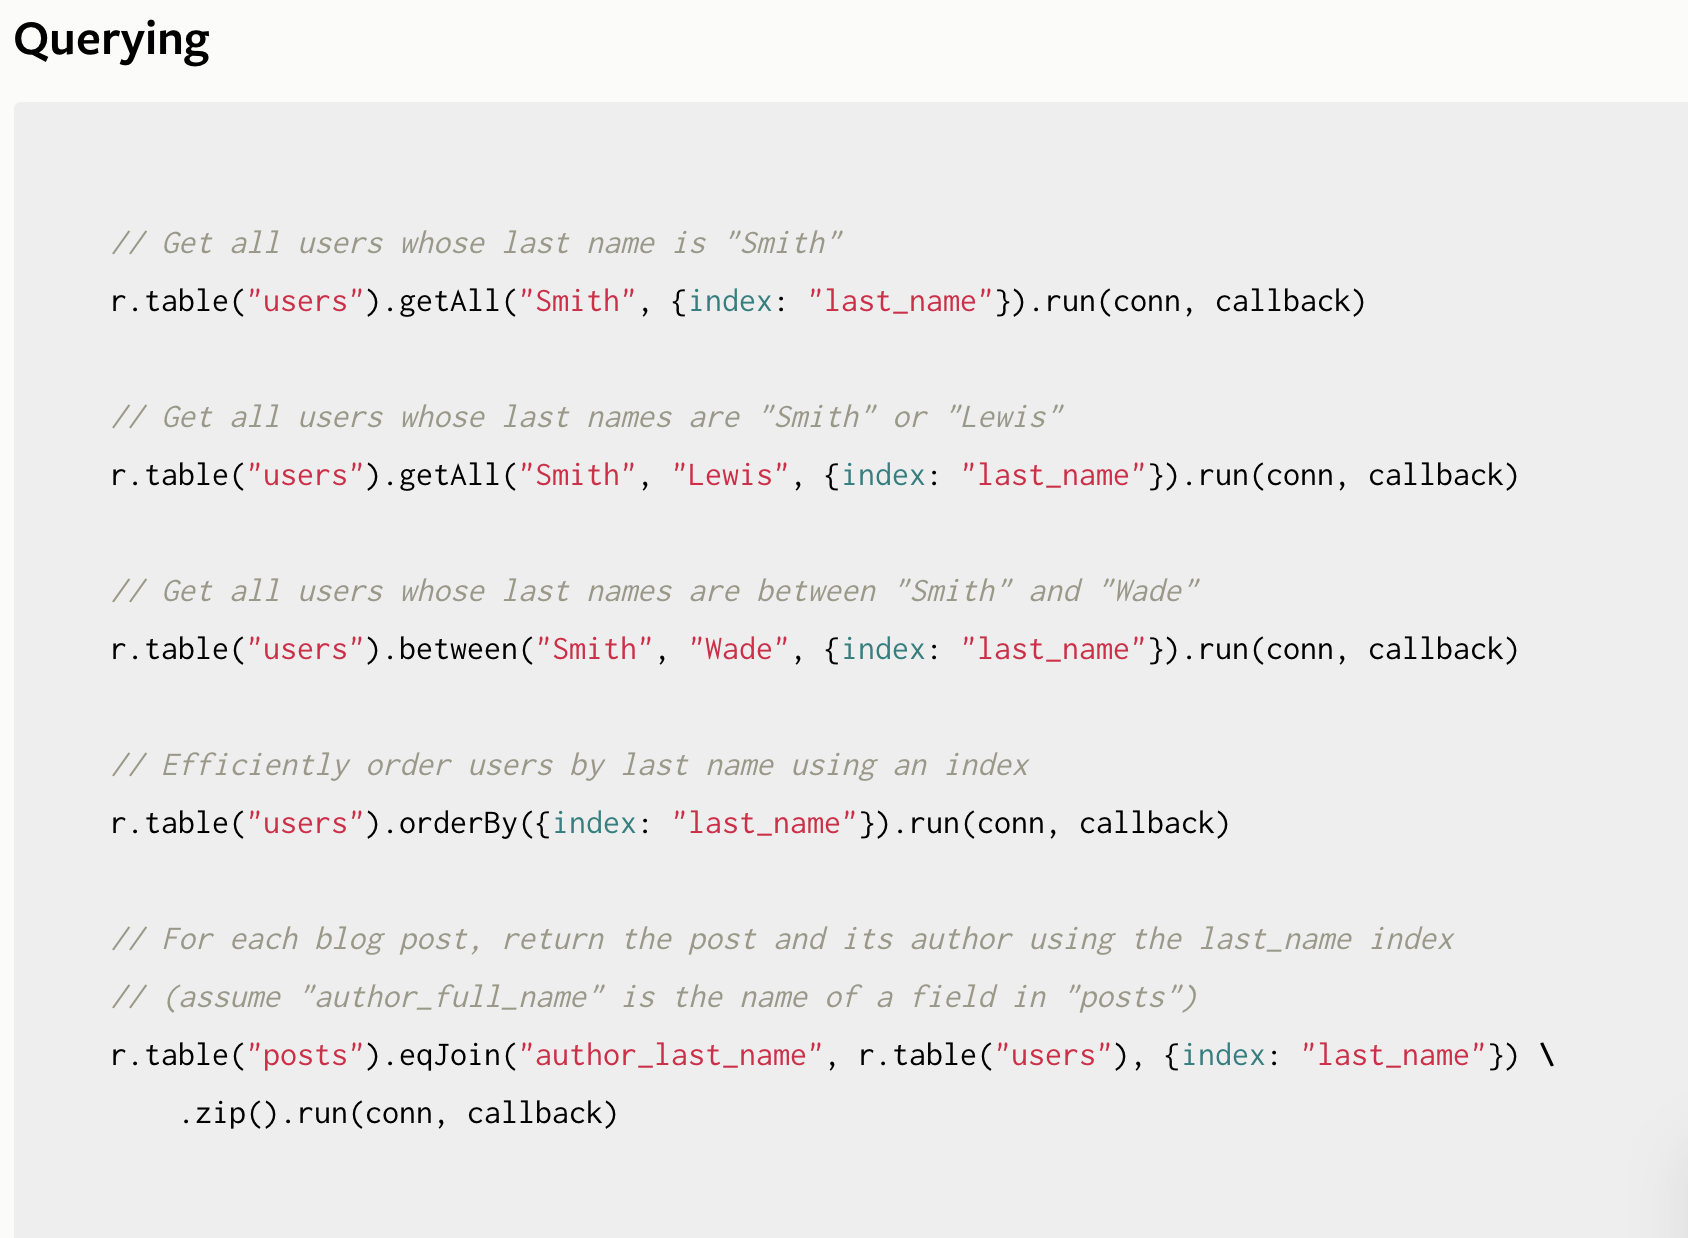 Querying
// Get all users whose last name is "Smith"
r.table("users").getAll("Smith", {index: "last_name"}).run(conn, callback)
// Get all users whose last names are "Smith" or "Lewis"
r.table("users").getAll("Smith", "Lewis", {index: "last_name"}).run(conn, callback)
// Get all users whose last names are between "Smith" and "Wade"
r.table("users").between("Smith", "Wade", {index: "last_name"}).run(conn, callback)
// Efficiently order users by last name using an index
r.table("users").orderBy({index: "last_name"}).run(conn, callback)
// For each blog post, return the post and its author using the last_name index
// (assume "author_full_name" is the name of a field in "posts")
r.table("posts").eqJoin("author_last_name", r.table("users"), {index: "last_name"}) \
    .zip().run(conn, callback)